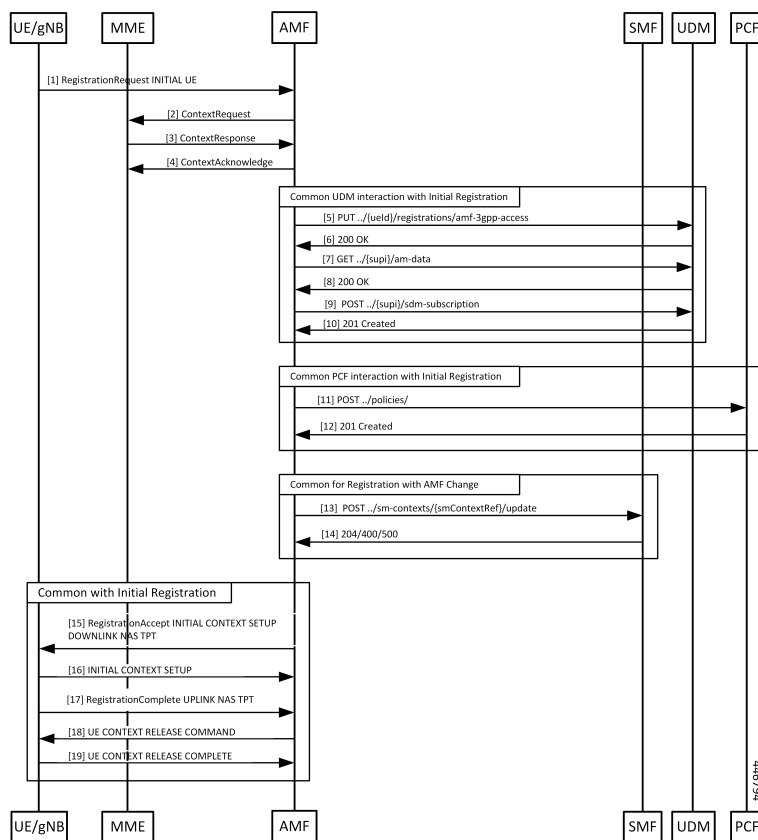 UE/gNB
MME
AMF
SMF
UDM
PCF
[1] RegistrationRequest INITIAL UE
[2] ContextRequest
[3] ContextResponse
[4] ContextAcknowledge
Common UDM interaction with Initial Registration
[5] PUT ../{ueId}/registrations/amf-3gpp-access
[6] 200 OK
[7] GET ../{supi}/am-data
[8] 200 OK
[9] POST ../{supi}/sdm-subscription
[10] 201 Created
Common PCF interaction with Initial Registration
[11] POST ../policies/
[12] 201 Created
Common for Registration with AMF Change
[13] POST ../sm-contexts/{smContextRef}/update
[14] 204/400/500
Common with Initial Registration
[15] RegistrationAccept INITIAL CONTEXT SETUP
DOWNLINK NAS TPT
[16] INITIAL CONTEXT SETUP
[17] RegistrationComplete UPLINK NAS TPT
[18] UE CONTEXT RELEASE COMMAND
[19] UE CONTEXT RELEASE COMPLETE
446794
UE/gNB
MME
AMF
SMF
UDM
PCF